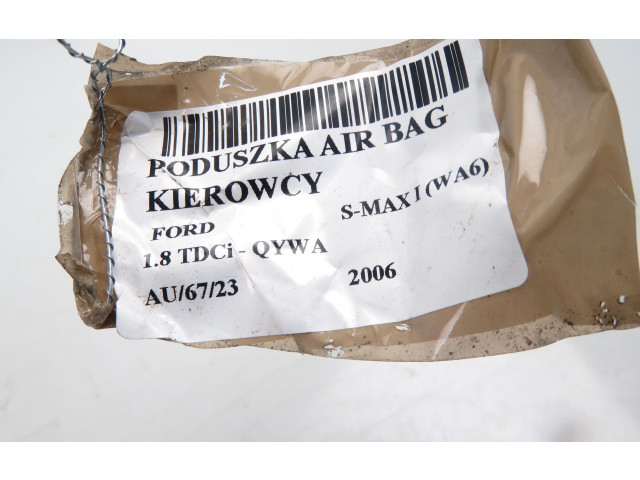 PODUSZKA AIR BAG
KIEROWCY
FORD S-MAX I (WA6)
1.8 TDCi - QYWA
AU/67/23 2006